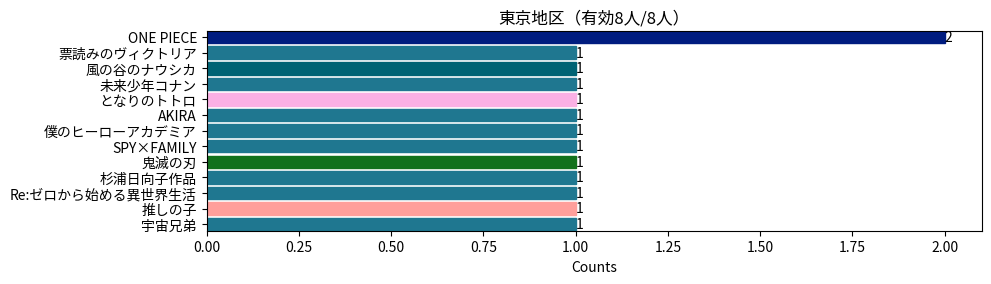 東京地区（有効8人/8人）
ONE PIECE 2
票読みのヴィクトリア 1
風の谷のナウシカ 1
未来少年コナン 1
となりのトトロ 1
AKIRA 1
僕のヒーローアカデミア 1
SPY×FAMILY 1
鬼滅の刃 1
杉浦日向子作品 1
Re:ゼロから始める異世界生活 1
推しの子 1
宇宙兄弟 1
0.00 0.25 0.50 0.75 1.00 1.25 1.50 1.75 2.00
Counts